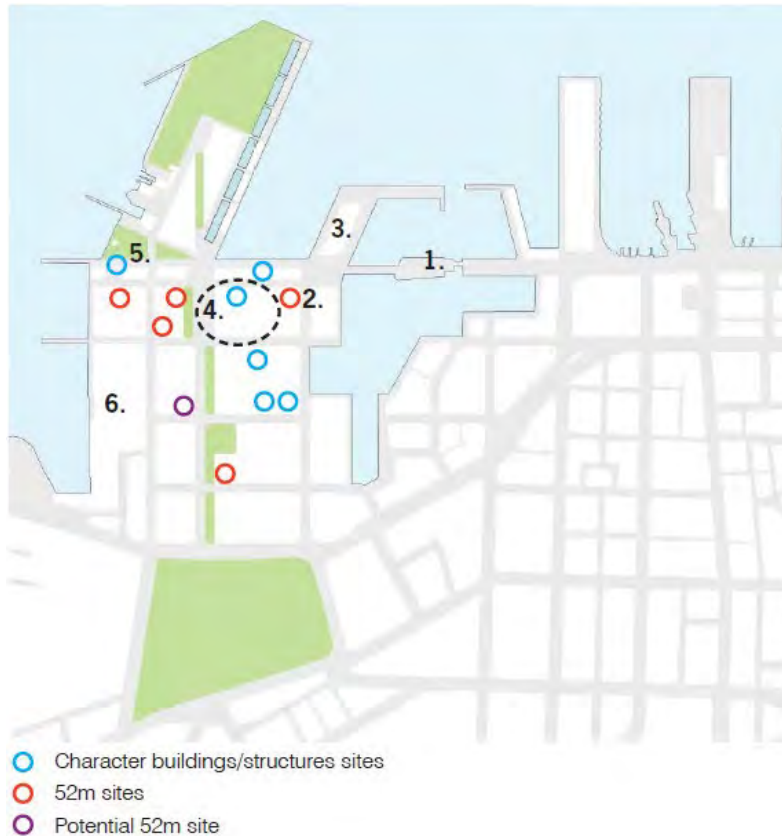 3.
1.
5.
2.
4.
6.
Character buildings/structures sites
52m sites
Potential 52m site